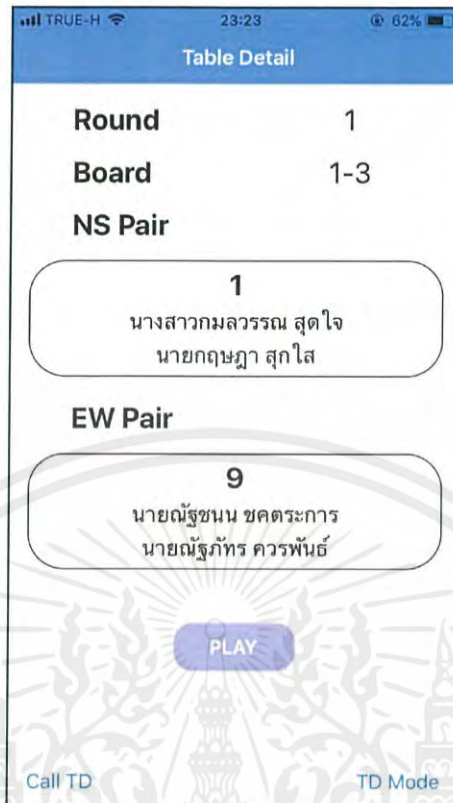 TRUE-H 23:23 62%
Table Detail
Round 1
Board 1-3
NS Pair
1
นางสาวกมลวรรณ สุดใจ
นายกฤษฎา สุกใส
EW Pair
9
นายณัฐชนน ชคตระการ
นายณัฐภัทร ควรพันธ์
PLAY
Call TD TD Mode